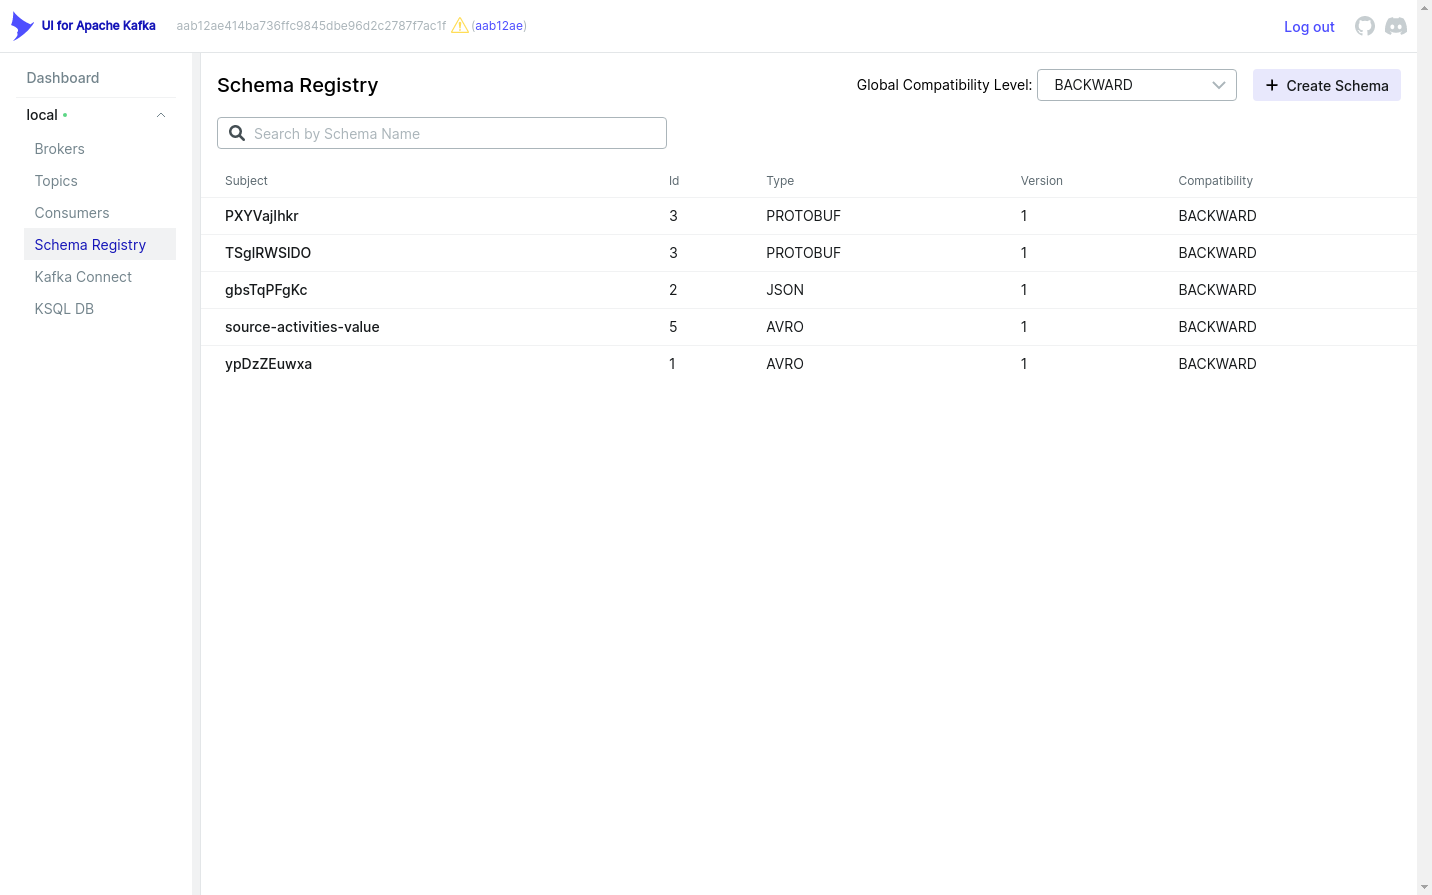 UI for Apache Kafka aab12ae414ba736ffc9845dbe96d2c2787f7ac1f (aab12ae) Log out
Dashboard
local
Brokers
Topics
Consumers
Schema Registry
Kafka Connect
KSQL DB
Schema Registry Global Compatibility Level: BACKWARD Create Schema
Search by Schema Name
Subject Id Type Version Compatibility
PXYVajlhkr 3 PROTOBUF 1 BACKWARD
TSglRWSlDO 3 PROTOBUF 1 BACKWARD
gbsTqPFgKc 2 JSON 1 BACKWARD
source-activities-value 5 AVRO 1 BACKWARD
ypDzZEuwxa 1 AVRO 1 BACKWARD